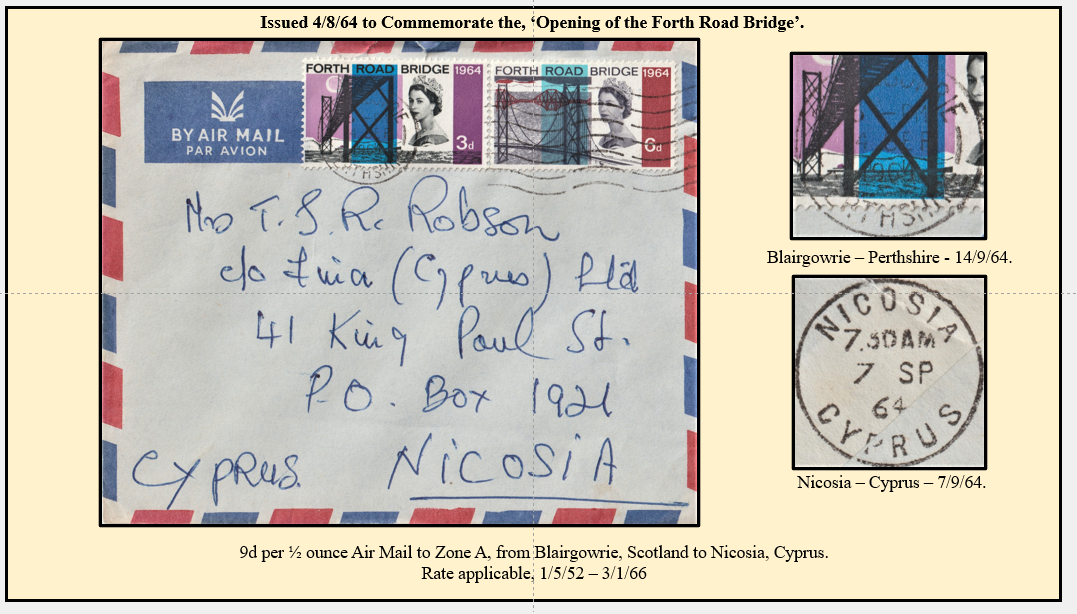 Issued 4/8/64 to Commemorate the, ‘Opening of the Forth Road Bridge’.
BY AIR MAIL
PAR AVION
FORTH ROAD BRIDGE 1964
3d
FORTH ROAD BRIDGE 1964
6d
Mrs T. S. R. Robson
c/o (Cyprus) Ltd
41 King Paul St.
P.O. Box 1921
NICOSIA
CYPRUS.
Blairgowrie – Perthshire - 14/9/64.
NICOSIA
7.30AM
7 SP
64
CYPRUS
Nicosia – Cyprus – 7/9/64.
9d per ½ ounce Air Mail to Zone A, from Blairgowrie, Scotland to Nicosia, Cyprus.
Rate applicable, 1/5/52 – 3/1/66